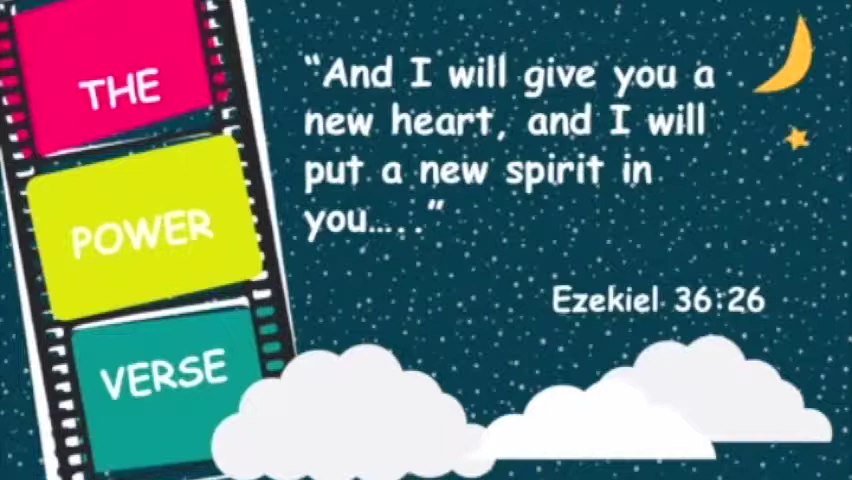 THE
POWER
VERSE
“And I will give you a
new heart, and I will
put a new spirit in
you…..”
Ezekiel 36:26